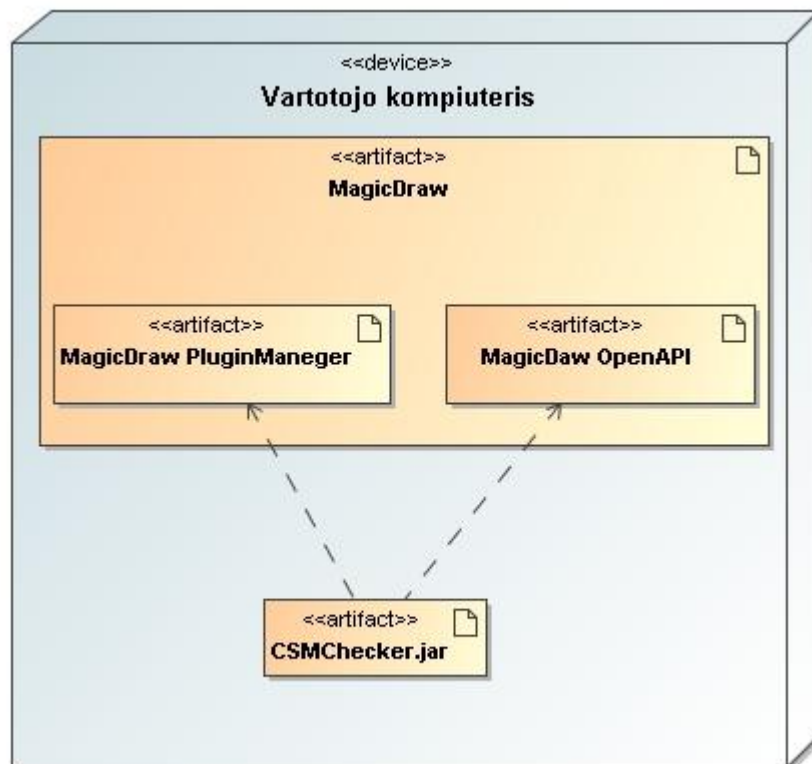 <<device>>
Vartotojo kompiuteris
<<artifact>>
MagicDraw
<<artifact>>
MagicDraw PluginManeger
<<artifact>>
MagicDaw OpenAPI
<<artifact>>
CSMChecker.jar